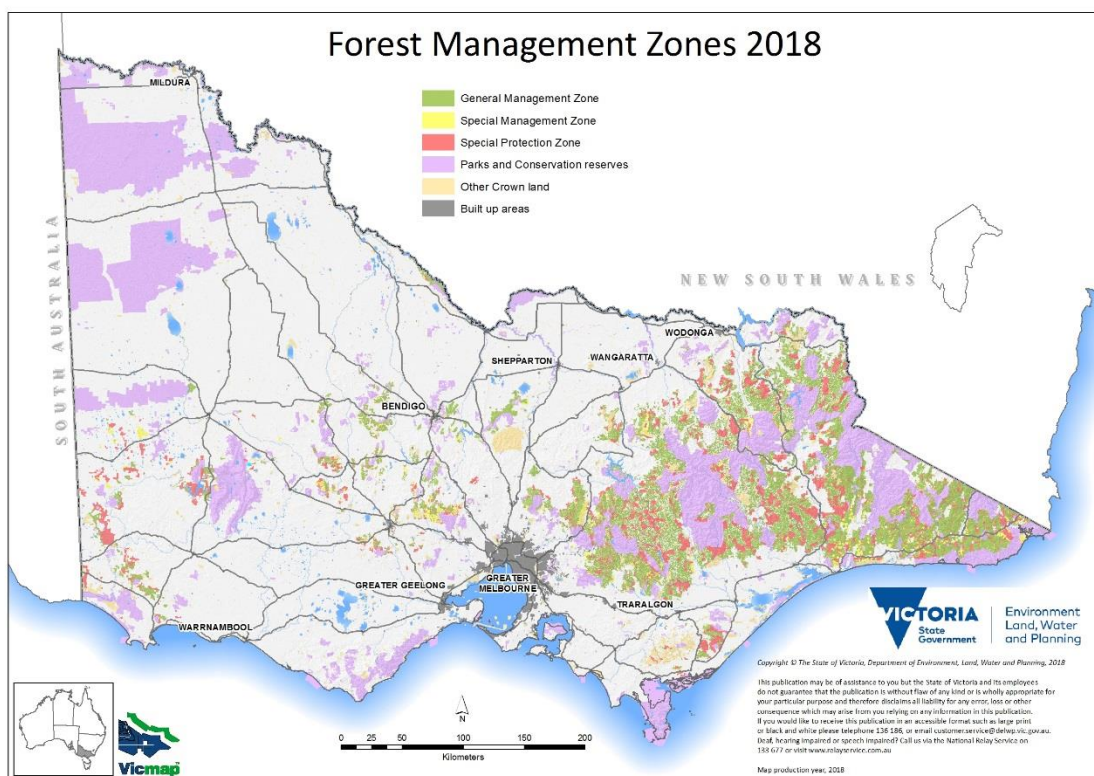 Forest Management Zones 2018
General Management Zone
Special Management Zone
Special Protection Zone
Parks and Conservation reserves
Other Crown land
Built up areas
MILDURA
SOUTH AUSTRALIA
NEW SOUTH WALES
WODONGA
SHEPPARTON
WANGARATTA
BENDIGO
GREATER GEELONG
GREATER
MELBOURNE
TRARALGON
WARRNAMBOOL
VICTORIA
State
Government
Environment
Land, Water
and Planning
Copyright © The State of Victoria, Department of Environment, Land, Water and Planning, 2018
This publication may be of assistance to you but the State of Victoria and its employees
do not guarantee that the publication is without flaw of any kind or is wholly appropriate for
your particular purpose and therefore disclaims all liability for any error, loss or other
consequence which may arise from you relying on any information in this publication.
If you would like to receive this publication in an accessible format such as large print
or black and white please telephone 136 186, or email customer.service@delwp.vic.gov.au.
Deaf, hearing impaired or speech impaired? Call us via the National Relay Service on
133 677 or visit www.relayservice.com.au
Map production year, 2018
N
0 25 50 100 150 200
Kilometers
Vicmap